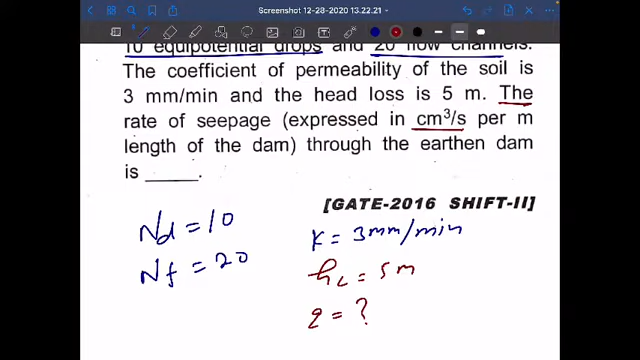 Screenshot 12-28-2020 13.22.21
10 equipotential drops and 20 flow channels.
The coefficient of permeability of the soil is
3 mm/min and the head loss is 5 m. The
rate of seepage (expressed in cm³/s per m
length of the dam) through the earthen dam
is _____.
[GATE-2016 SHIFT-II]
Nd = 10
Nf = 20
K = 3mm/min
hL = 5m
q = ?